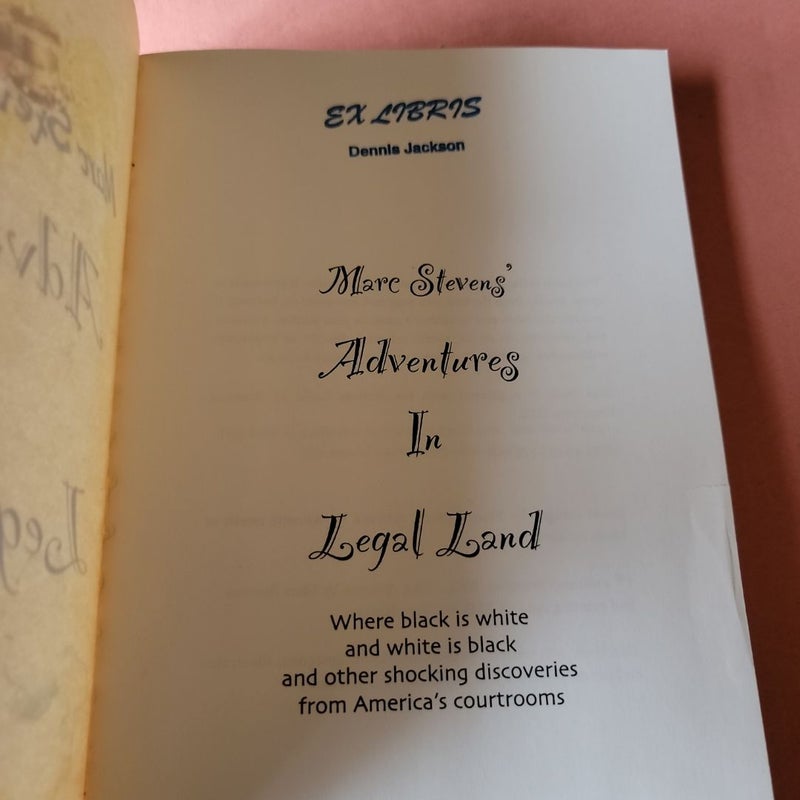 EX LIBRIS
Dennis Jackson
Marc Stevens'
Adventures
In
Legal Land
Where black is white
and white is black
and other shocking discoveries
from America's courtrooms